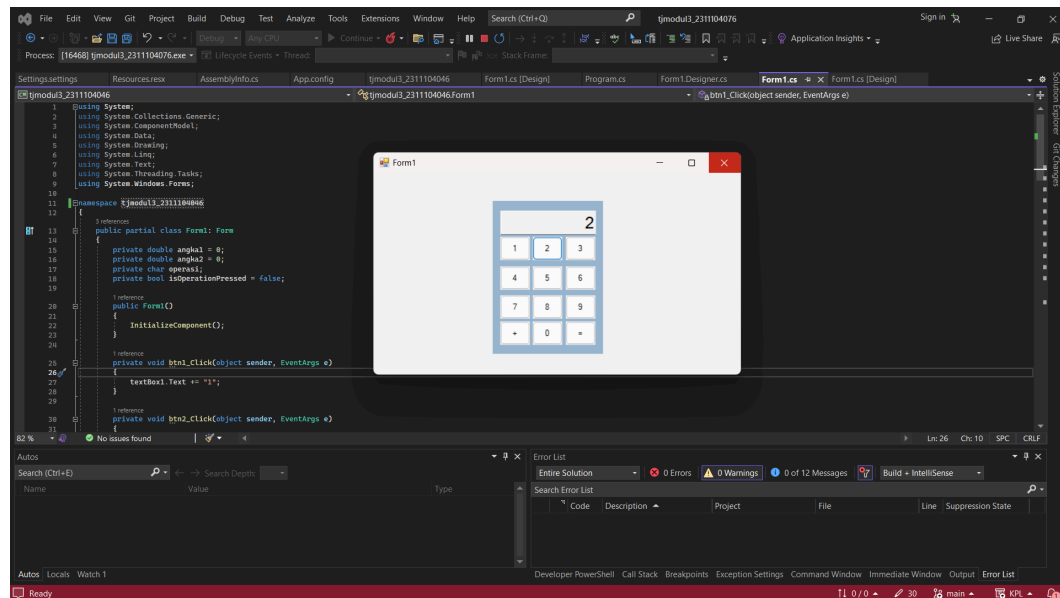 File Edit View Git Project Build Debug Test Analyze Tools Extensions Window Help Search (Ctrl+Q) tjmodul3_2311104076 Sign in
Debug Any CPU Continue Application Insights Live Share
Process: [16468] tjmodul3_2311104076.exe Lifecycle Events Thread: Stack Frame:
Settings.settings Resources.resx AssemblyInfo.cs App.config tjmodul3_2311104046 Form1.cs [Design] Program.cs Form1.Designer.cs Form1.cs Form1.cs [Design]
tjmodul3_2311104046 tjmodul3_2311104046.Form1 btn1_Click(object sender, EventArgs e)
Solution Explorer Git Changes
1 using System;
2 using System.Collections.Generic;
3 using System.ComponentModel;
4 using System.Data;
5 using System.Drawing;
6 using System.Linq;
7 using System.Text;
8 using System.Threading.Tasks;
9 using System.Windows.Forms;
10
11 namespace tjmodul3_2311104046
12 {
3 references
13 public partial class Form1: Form
14 {
15 private double angka1 = 0;
16 private double angka2 = 0;
17 private char operasi;
18 private bool isOperationPressed = false;
19
1 reference
20 public Form1()
21 {
22 InitializeComponent();
23 }
24
1 reference
25 private void btn1_Click(object sender, EventArgs e)
26 {
27 textBox1.Text += "1";
28 }
29
1 reference
30 private void btn2_Click(object sender, EventArgs e)
31 {
Form1
2
1 2 3
4 5 6
7 8 9
+ 0 =
82 % No issues found Ln: 26 Ch: 10 SPC CRLF
Autos
Search (Ctrl+E) Search Depth:
Name Value Type
Autos Locals Watch 1
Error List
Entire Solution 0 Errors 0 Warnings 0 of 12 Messages Build + IntelliSense
Search Error List
Code Description Project File Line Suppression State
Developer PowerShell Call Stack Breakpoints Exception Settings Command Window Immediate Window Output Error List
Ready 0 / 0 30 main KPL